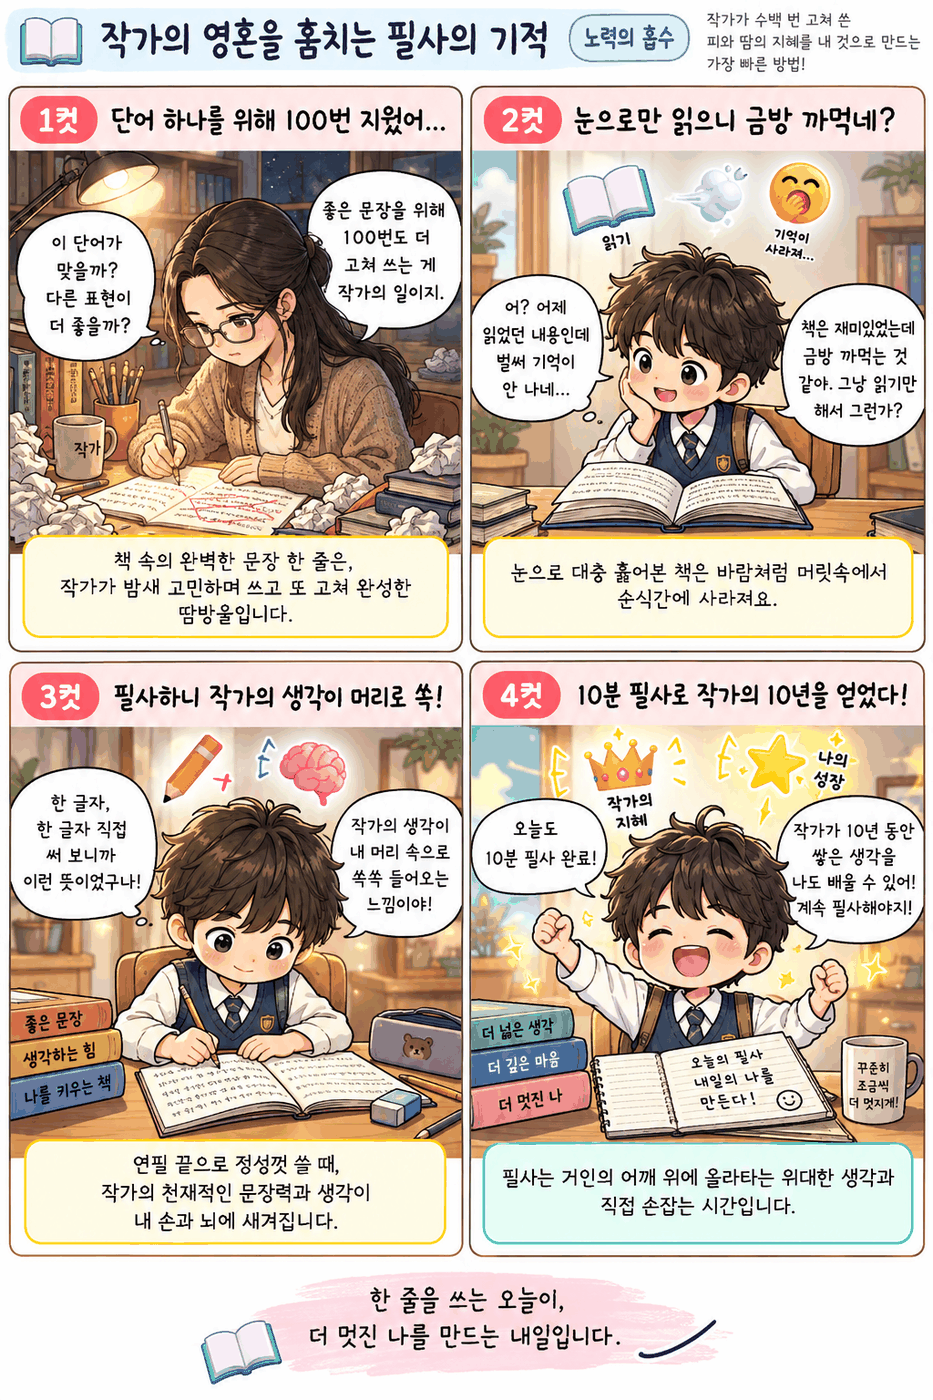 작가의 영혼을 훔치는 필사의 기적
노력의 흡수
작가가 수백 번 고쳐 쓴
피와 땀의 지혜를 내 것으로 만드는
가장 빠른 방법!
1컷 단어 하나를 위해 100번 지웠어...
이 단어가
맞을까?
다른 표현이
더 좋을까?
좋은 문장을 위해
100번도 더
고쳐 쓰는 게
작가의 일이지.
작가
책 속의 완벽한 문장 한 줄은,
작가가 밤새 고민하며 쓰고 또 고쳐 완성한
땀방울입니다.
2컷 눈으로만 읽으니 금방 까먹네?
읽기
기억이
사라져...
어? 어제
읽었던 내용인데
벌써 기억이
안 나네...
책은 재미있었는데
금방 까먹는 것
같아. 그냥 읽기만
해서 그런가?
눈으로 대충 훑어본 책은 바람처럼 머릿속에서
순식간에 사라져요.
3컷 필사하니 작가의 생각이 머리로 쏙!
한 글자,
한 글자 직접
써 보니까
이런 뜻이었구나!
작가의 생각이
내 머리 속으로
쏙쏙 들어오는
느낌이야!
좋은 문장
생각하는 힘
나를 키우는 책
연필 끝으로 정성껏 쓸 때,
작가의 천재적인 문장력과 생각이
내 손과 뇌에 새겨집니다.
4컷 10분 필사로 작가의 10년을 얻었다!
작가의
지혜
나의
성장
오늘도
10분 필사 완료!
작가가 10년 동안
쌓은 생각을
나도 배울 수 있어!
계속 필사해야지!
더 넓은 생각
더 깊은 마음
더 멋진 나
오늘의 필사
내일의 나를
만든다!
꾸준히
조금씩
더 멋지게!
필사는 거인의 어깨 위에 올라타는 위대한 생각과
직접 손잡는 시간입니다.
한 줄을 쓰는 오늘이,
더 멋진 나를 만드는 내일입니다.